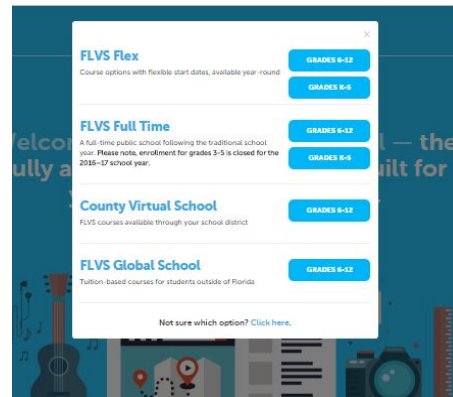 ×
FLVS Flex
GRADES 6-12
Course options with flexible start dates, available year-round
GRADES K-5
FLVS Full Time
GRADES 6-12
A full-time public school following the traditional school
year. Please note, enrollment for grades 3-5 is closed for the
2016-17 school year.
GRADES K-5
County Virtual School
GRADES 6-12
FLVS courses available through your school district
FLVS Global School
GRADES 6-12
Tuition-based courses for students outside of Florida
Not sure which option? Click here.
l — the
ully a
uilt for